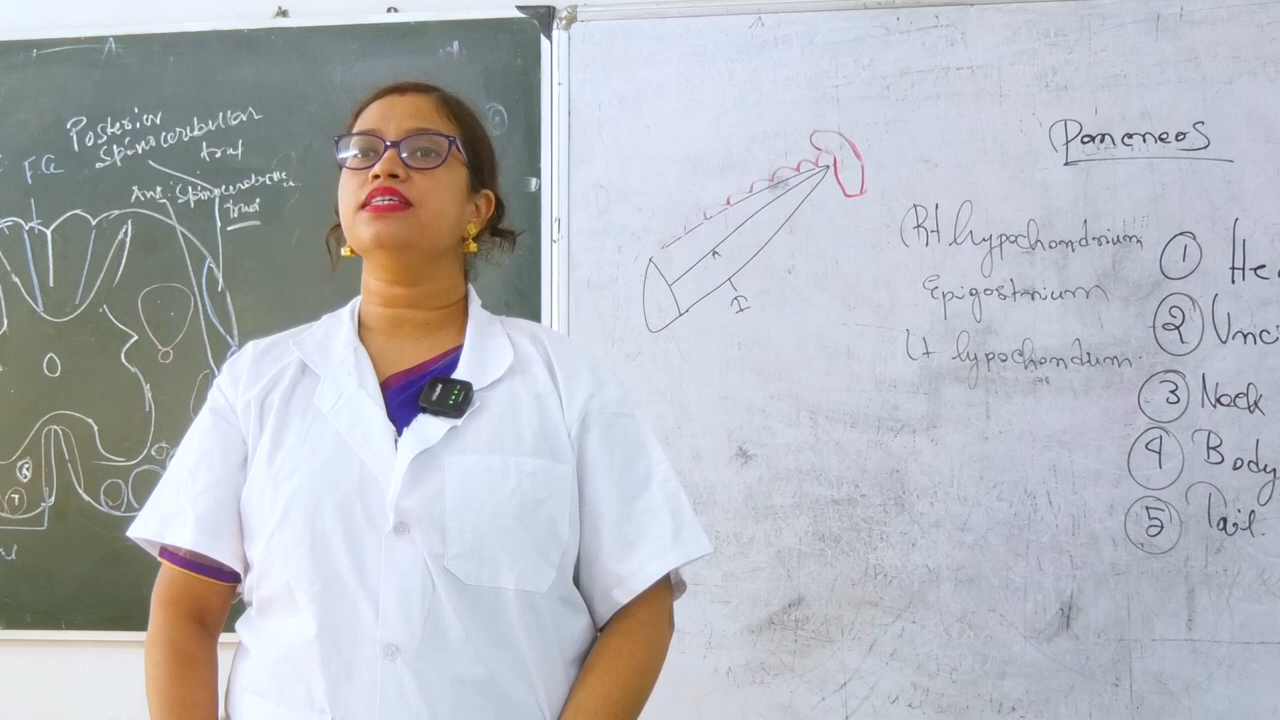 Posterior
Spinocerebellar
tract
F.G
Ant. Spinocerebellar
tract
T
Pancreas
Rt hypochondrium
Epigastrium
Lt hypochondrium
1 Hea
2 Unci
3 Neck
4 Body
5 Tail.